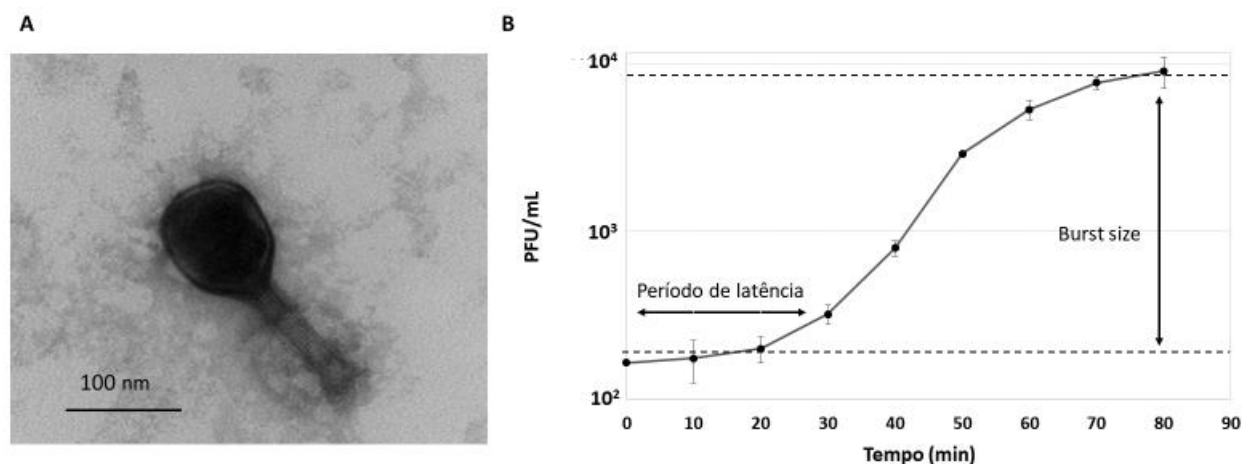 A
B
100 nm
10⁴
10³
10²
PFU/mL
Período de latência
Burst size
0 10 20 30 40 50 60 70 80 90
Tempo (min)